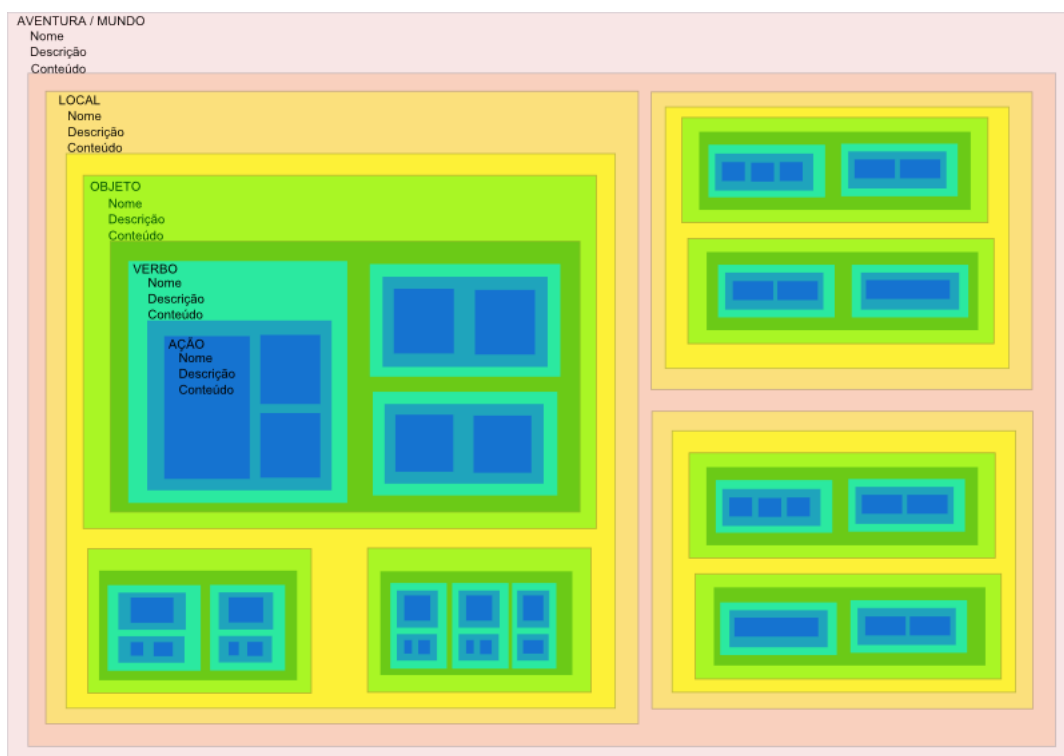 AVENTURA / MUNDO
Nome
Descrição
Conteúdo
LOCAL
Nome
Descrição
Conteúdo
OBJETO
Nome
Descrição
Conteúdo
VERBO
Nome
Descrição
Conteúdo
AÇÃO
Nome
Descrição
Conteúdo